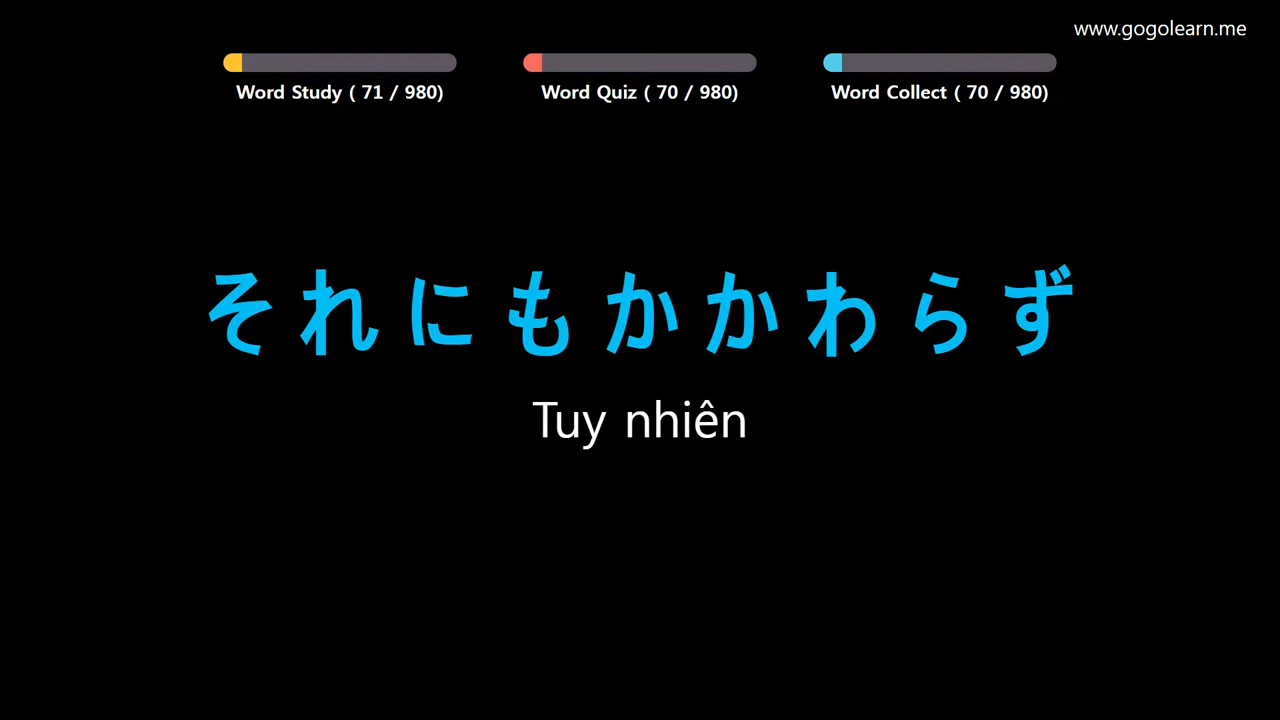 www.gogolearn.me
Word Study ( 71 / 980)
Word Quiz ( 70 / 980)
Word Collect ( 70 / 980)
それにもかかわらず
Tuy nhiên